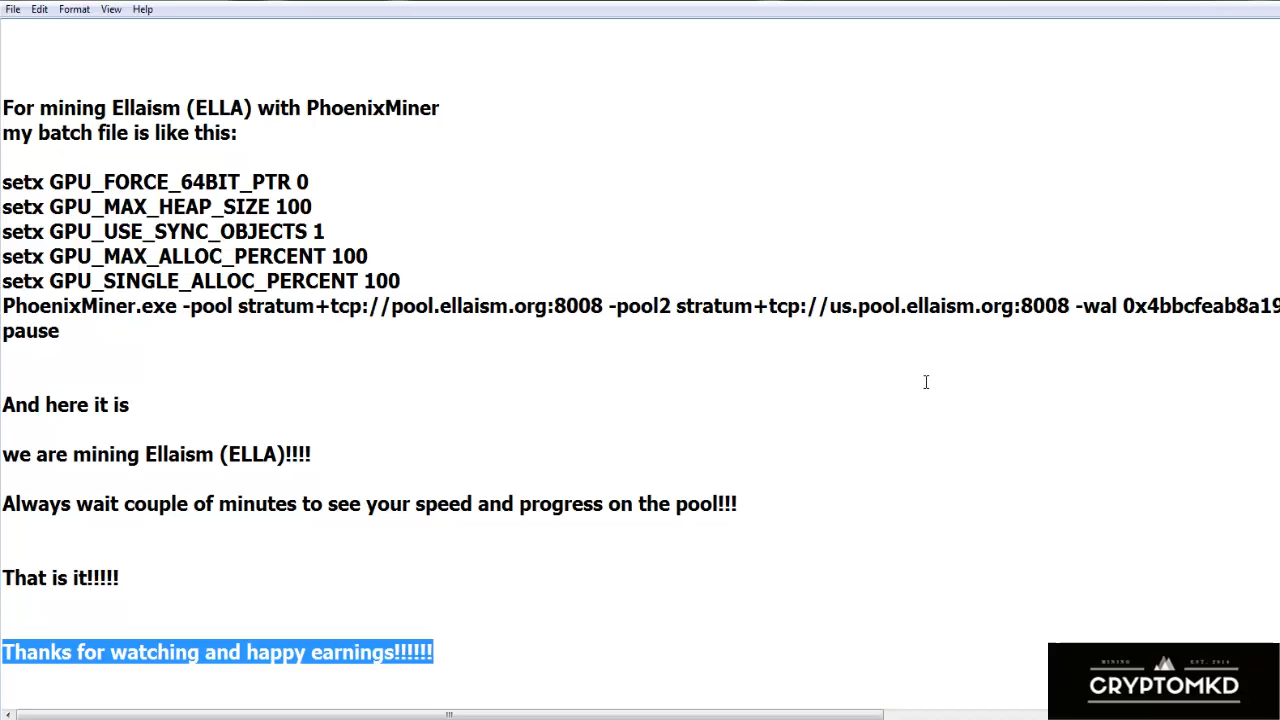 File Edit Format View Help
For mining Ellaism (ELLA) with PhoenixMiner
my batch file is like this:
setx GPU_FORCE_64BIT_PTR 0
setx GPU_MAX_HEAP_SIZE 100
setx GPU_USE_SYNC_OBJECTS 1
setx GPU_MAX_ALLOC_PERCENT 100
setx GPU_SINGLE_ALLOC_PERCENT 100
PhoenixMiner.exe -pool stratum+tcp://pool.ellaism.org:8008 -pool2 stratum+tcp://us.pool.ellaism.org:8008 -wal 0x4bbcfeab8a19
pause
And here it is
we are mining Ellaism (ELLA)!!!!
Always wait couple of minutes to see your speed and progress on the pool!!!
That is it!!!!!
Thanks for watching and happy earnings!!!!!!
MINING EST. 2014
CRYPTOMKD